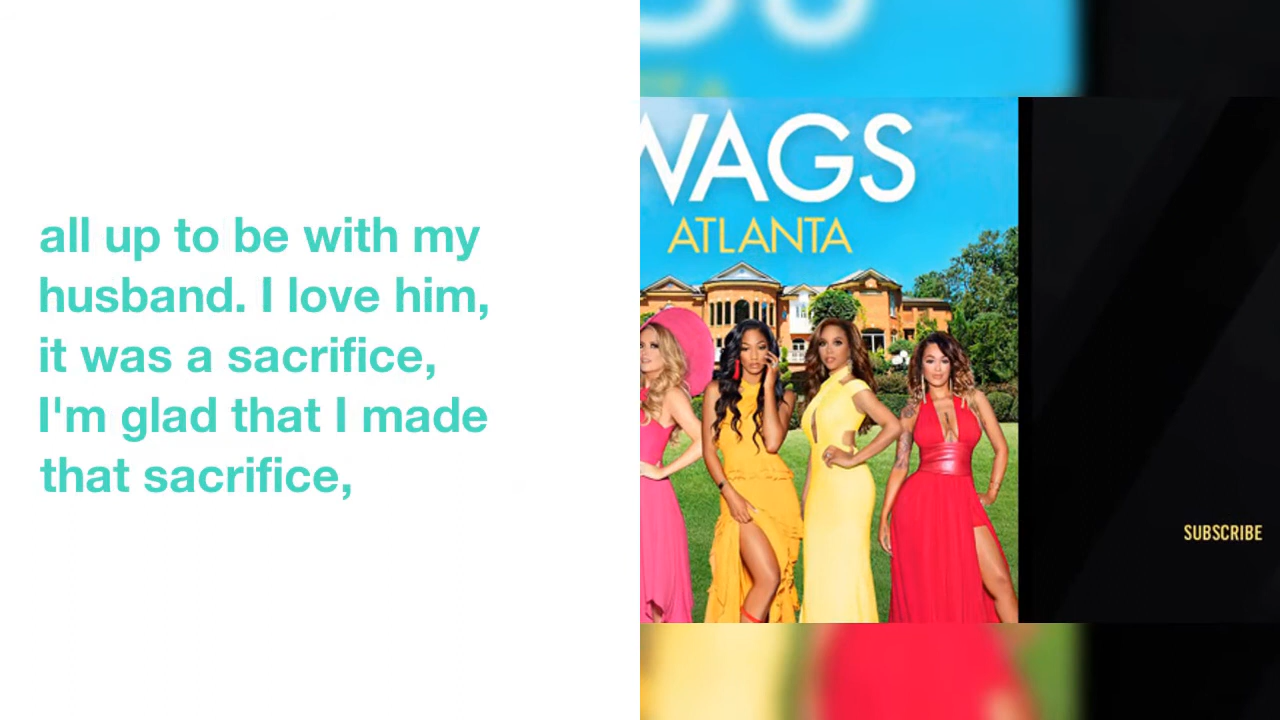 all up to be with my
husband. I love him,
it was a sacrifice,
I'm glad that I made
that sacrifice,
WAGS
ATLANTA
SUBSCRIBE